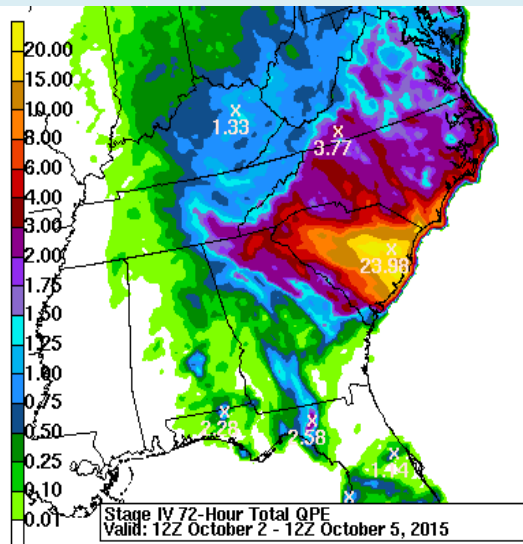 20.00
15.00
10.00
8.00
6.00
4.00
3.00
2.00
1.75
1.50
1.25
1.00
0.75
0.50
0.25
0.10
0.01
x
1.33
x
3.77
x
23.98
x
2.28
x
2.58
x
1.44
x
Stage IV 72-Hour Total QPE
Valid: 12Z October 2 - 12Z October 5, 2015